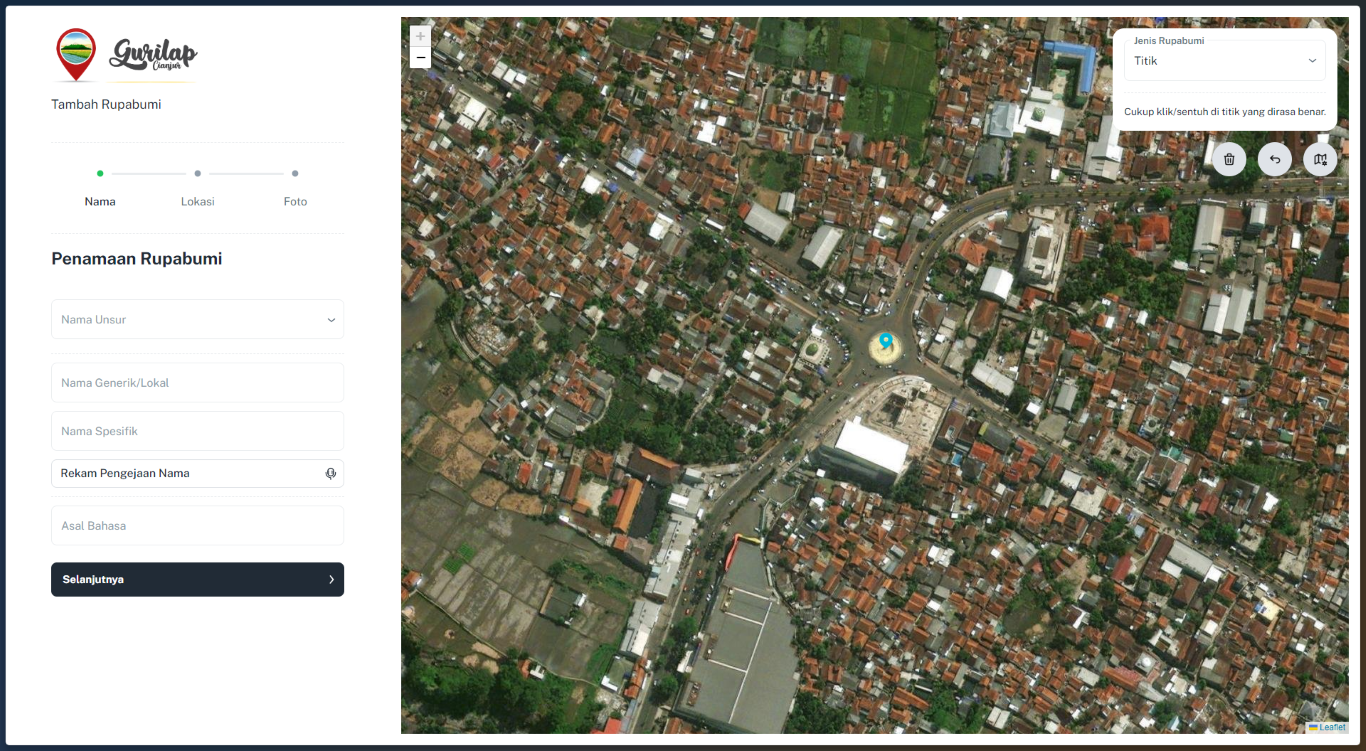 Gurilap
Cianjur
Tambah Rupabumi
Nama
Lokasi
Foto
Penamaan Rupabumi
Nama Unsur
Nama Generik/Lokal
Nama Spesifik
Rekam Pengejaan Nama
Asal Bahasa
Selanjutnya
+
−
Jenis Rupabumi
Titik
Cukup klik/sentuh di titik yang dirasa benar.
Leaflet